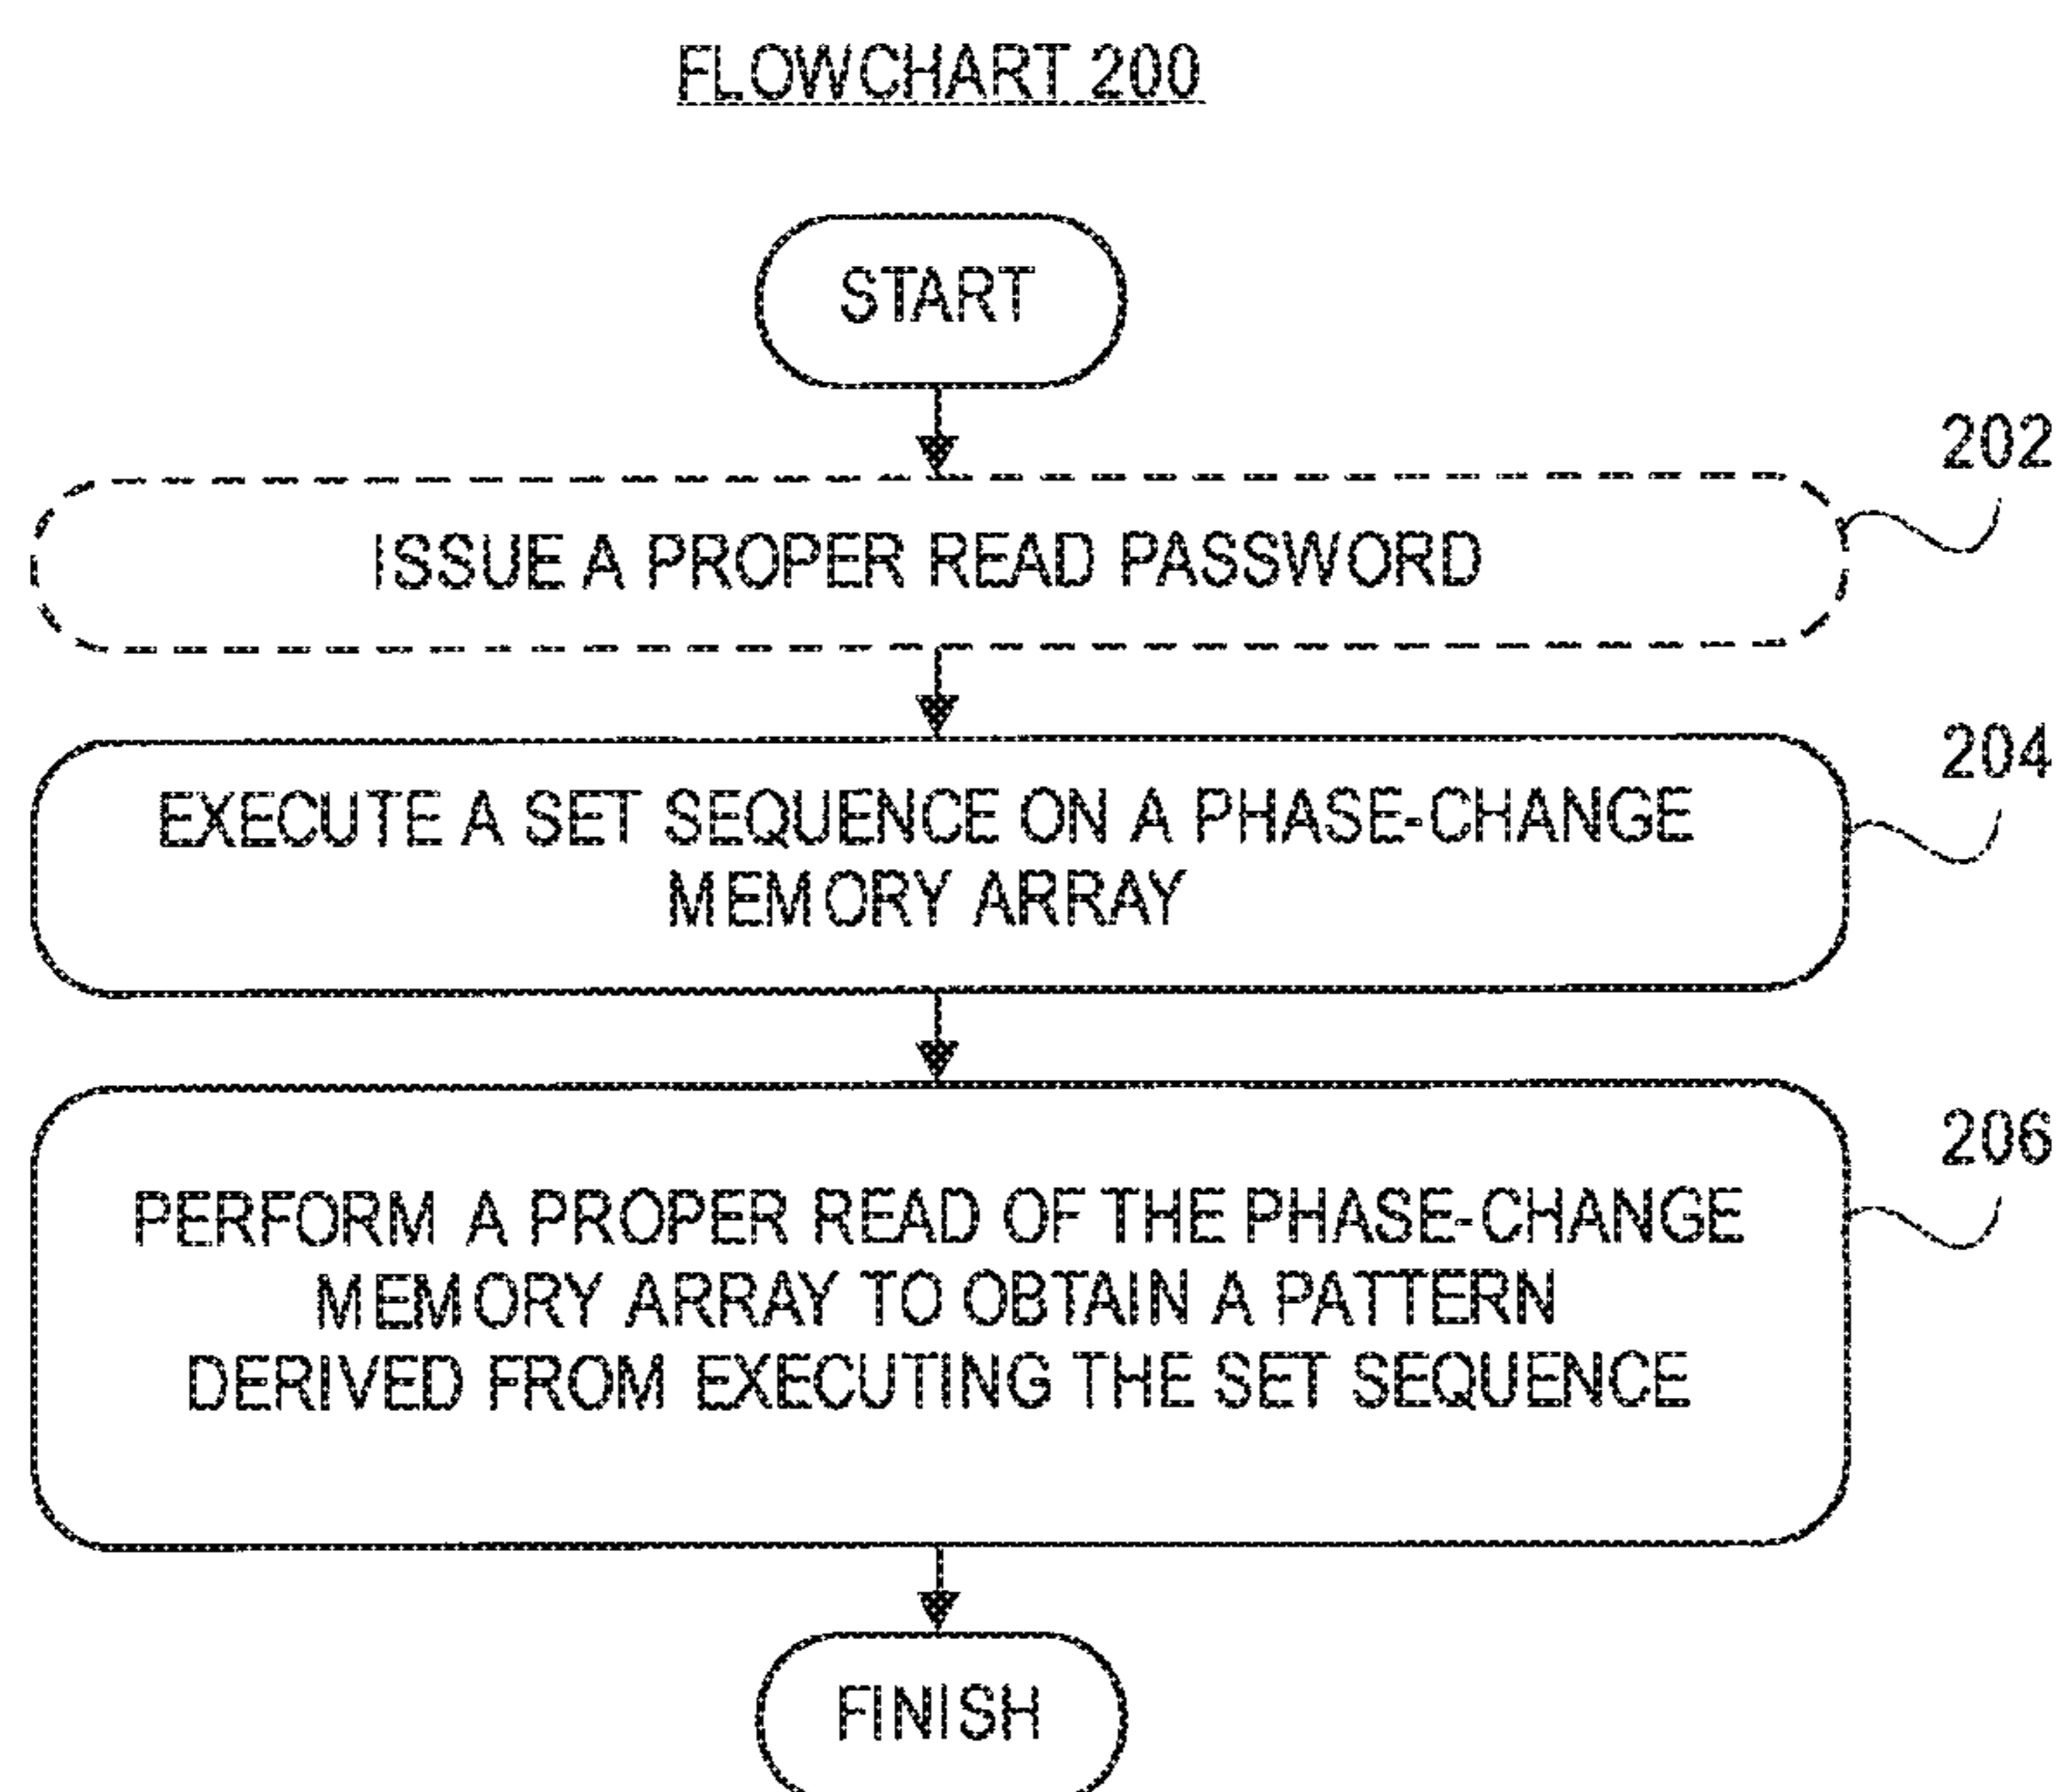 FLOWCHART 200
START
202
ISSUE A PROPER READ PASSWORD
204
EXECUTE A SET SEQUENCE ON A PHASE-CHANGE
MEMORY ARRAY
206
PERFORM A PROPER READ OF THE PHASE-CHANGE
MEMORY ARRAY TO OBTAIN A PATTERN
DERIVED FROM EXECUTING THE SET SEQUENCE
FINISH